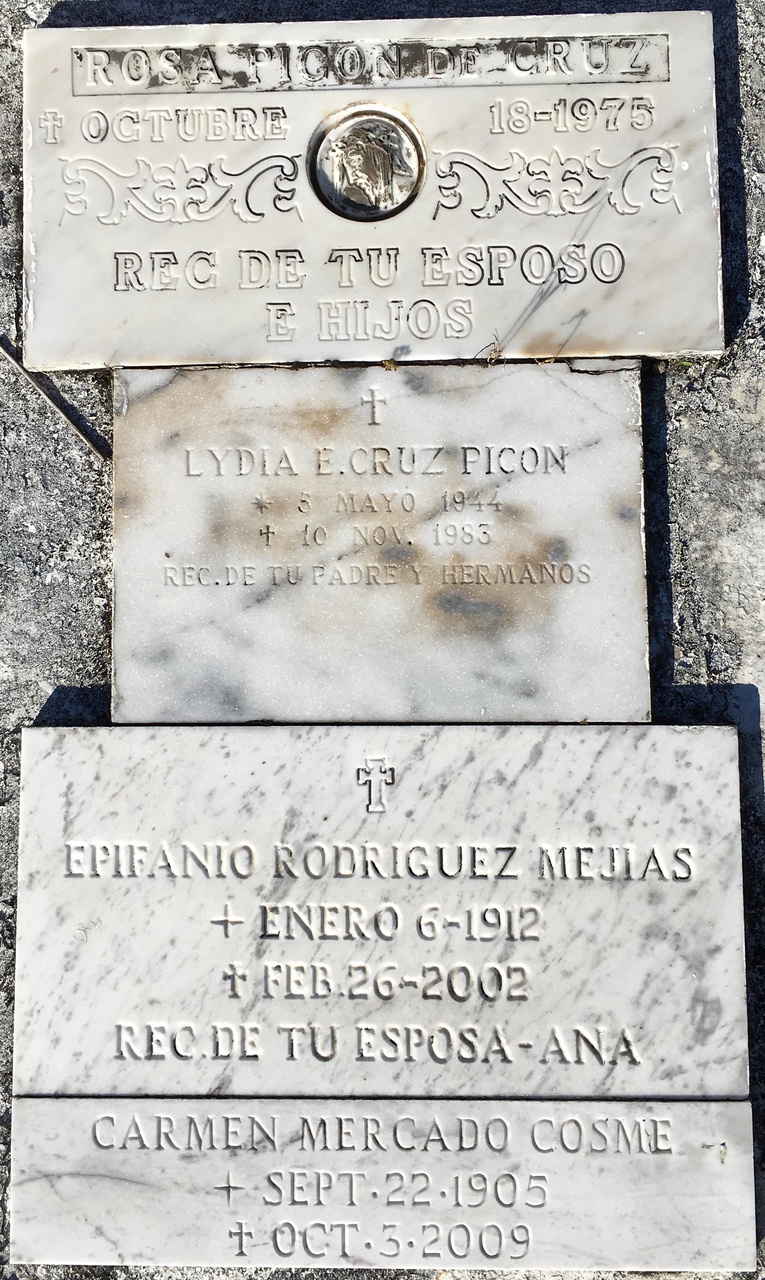 ROSA PICON DE CRUZ
✝ OCTUBRE 18-1975
REC DE TU ESPOSO
E HIJOS
✝
LYDIA E. CRUZ PICON
* 5 MAYO 1944
✝ 10 NOV. 1983
REC. DE TU PADRE Y HERMANOS
✝
EPIFANIO RODRIGUEZ MEJIAS
+ ENERO 6-1912
✝ FEB. 26-2002
REC. DE TU ESPOSA-ANA
CARMEN MERCADO COSME
+ SEPT·22·1905
✝ OCT·3·2009